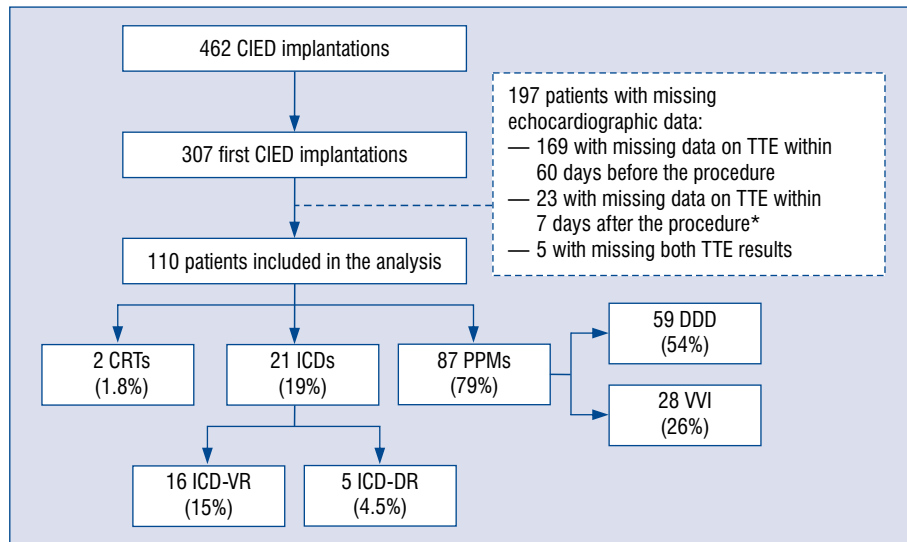 462 CIED implantations
197 patients with missing
echocardiographic data:
— 169 with missing data on TTE within
60 days before the procedure
— 23 with missing data on TTE within
7 days after the procedure*
— 5 with missing both TTE results
307 first CIED implantations
110 patients included in the analysis
2 CRTs
(1.8%)
21 ICDs
(19%)
87 PPMs
(79%)
59 DDD
(54%)
28 VVI
(26%)
16 ICD-VR
(15%)
5 ICD-DR
(4.5%)